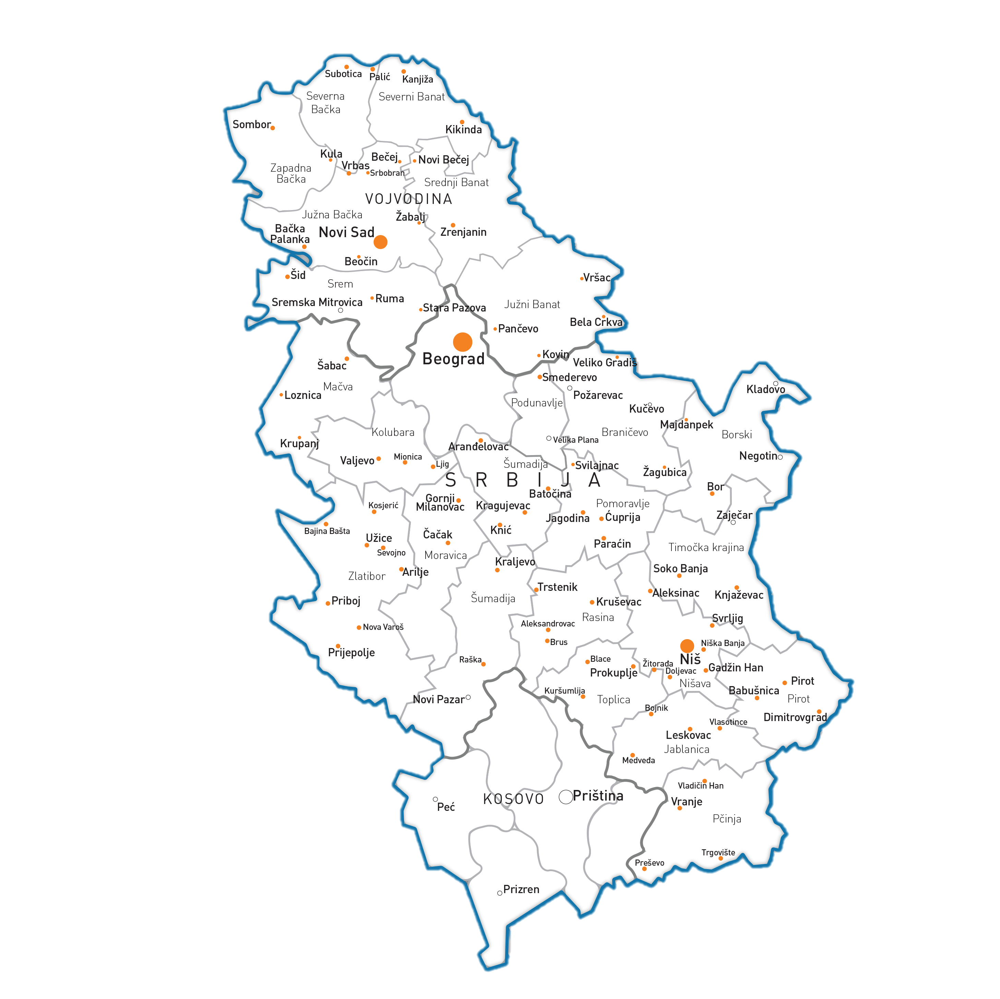 Subotica
Palić
Kanjiža
Severna
Bačka
Severni Banat
Sombor
Kikinda
Kula
Bečej
Novi Bečej
Vrbas
Srbobran
Zapadna
Bačka
Srednji Banat
VOJVODINA
Južna Bačka
Žabalj
Bačka
Palanka
Novi Sad
Zrenjanin
Beočin
Šid
Vršac
Srem
Sremska Mitrovica
Ruma
Južni Banat
Stara Pazova
Bela Crkva
Pančevo
Kovin
Beograd
Veliko Gradiš
Šabac
Smederevo
Mačva
Kladovo
Loznica
Požarevac
Podunavlje
Kučevo
Majdanpek
Kolubara
Braničevo
Borski
Krupanj
Aranđelovac
Velika Plana
Valjevo
Mionica
Negotin
Ljig
Šumadija
Svilajnac
Žagubica
SRBIJA
Bor
Batočina
Gornji
Milanovac
Kosjerić
Kragujevac
Pomoravlje
Jagodina
Ćuprija
Zaječar
Bajina Bašta
Knić
Užice
Čačak
Paraćin
Timočka krajina
Sevojno
Moravica
Kraljevo
Soko Banja
Zlatibor
Arilje
Trstenik
Aleksinac
Knjaževac
Šumadija
Priboj
Kruševac
Rasina
Svrljig
Nova Varoš
Aleksandrovac
Brus
Niška Banja
Prijepolje
Raška
Blace
Niš
Žitorađa
Prokuplje
Doljevac
Gadžin Han
Nišava
Pirot
Kuršumlija
Babušnica
Novi Pazar
Toplica
Pirot
Bojnik
Dimitrovgrad
Vlasotince
Leskovac
Jablanica
Medveđa
Vladičin Han
KOSOVO
Priština
Vranje
Peć
Pčinja
Trgovište
Preševo
Prizren